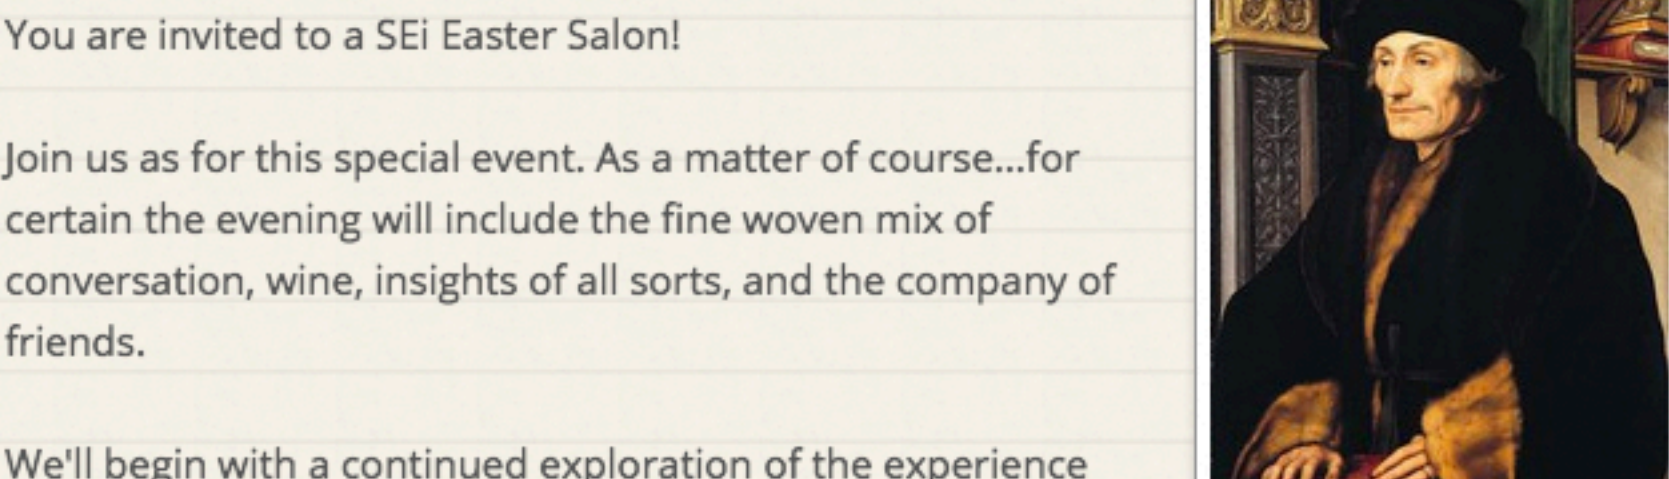 You are invited to a SEi Easter Salon!
Join us as for this special event. As a matter of course...for
certain the evening will include the fine woven mix of
conversation, wine, insights of all sorts, and the company of
friends.
We'll begin with a continued exploration of the experience